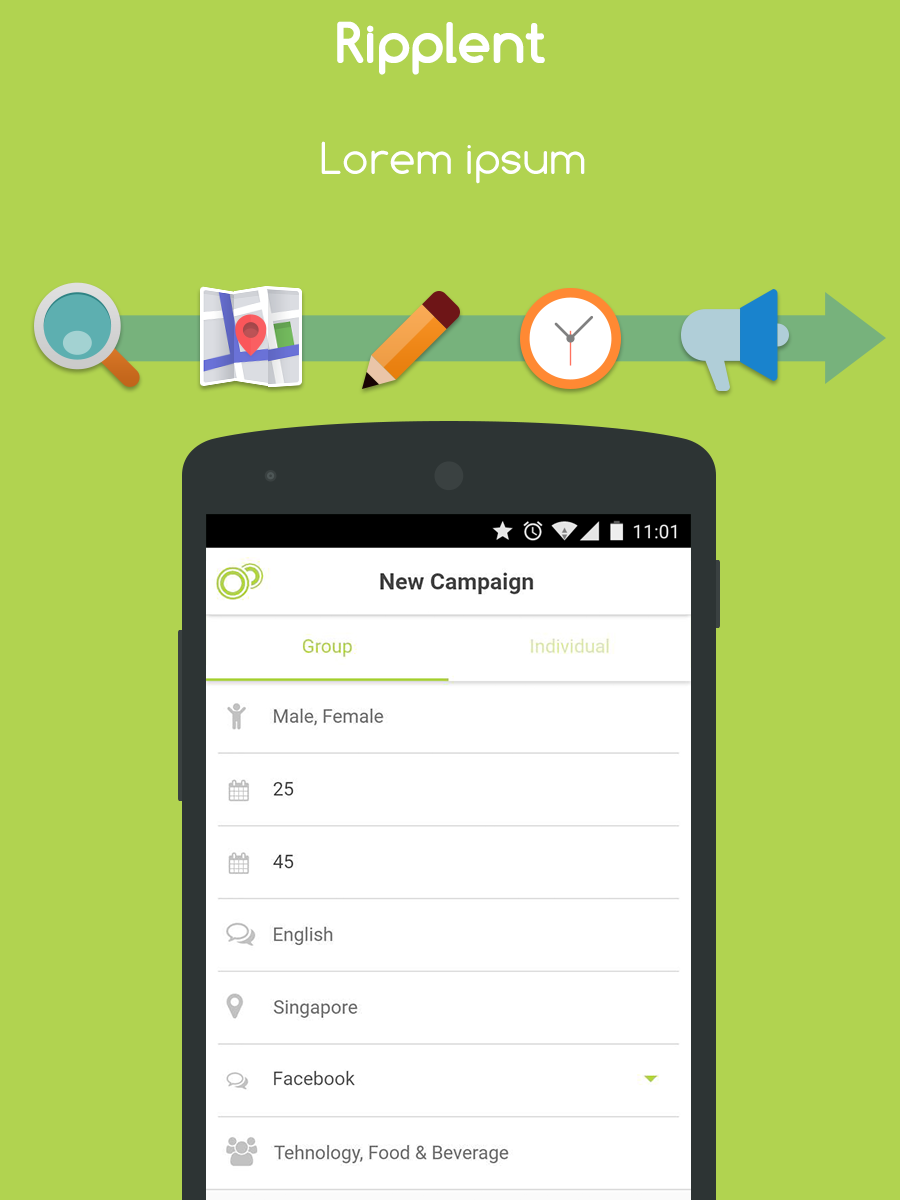 Ripplent
Lorem ipsum
11:01
New Campaign
Group
Individual
Male, Female
25
45
English
Singapore
Facebook
Tehnology, Food & Beverage